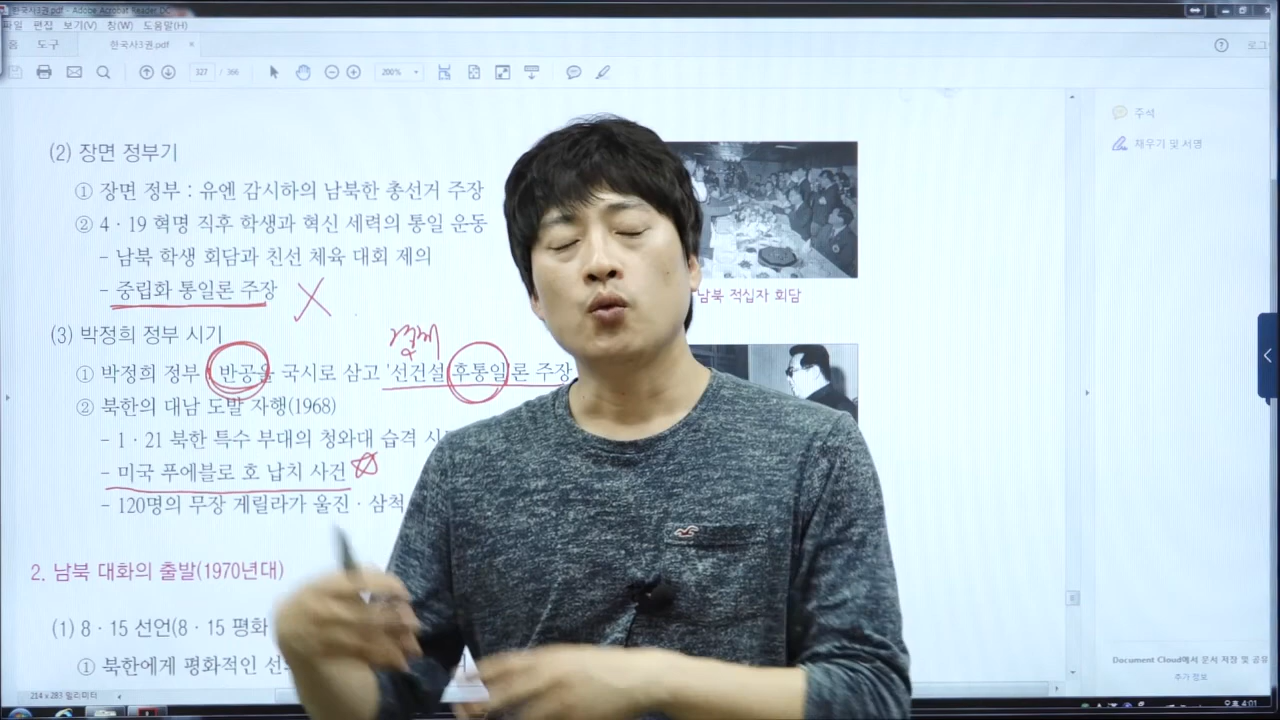 한국사3권.pdf - Adobe Acrobat Reader DC
파일 편집 보기(V) 창(W) 도움말(H)
홈 도구 한국사3권.pdf ×
327 / 366 200%
주석
채우기 및 서명
(2) 장면 정부기
① 장면 정부 : 유엔 감시하의 남북한 총선거 주장
② 4 · 19 혁명 직후 학생과 혁신 세력의 통일 운동
- 남북 학생 회담과 친선 체육 대회 제의
- 중립화 통일론 주장
남북 적십자 회담
(3) 박정희 정부 시기
① 박정희 정부 반공을 국시로 삼고 '선건설 후통일론 주장
② 북한의 대남 도발 자행(1968)
- 1 · 21 북한 특수 부대의 청와대 습격
- 미국 푸에블로 호 납치 사건
- 120명의 무장 게릴라가 울진 · 삼척
2. 남북 대화의 출발(1970년대)
(1) 8 · 15 선언(8 · 15 평화
① 북한에게 평화적인
Document Cloud에서 문서 저장 및 공유
추가 정보
214 x 283 밀리미터
오후 4:01